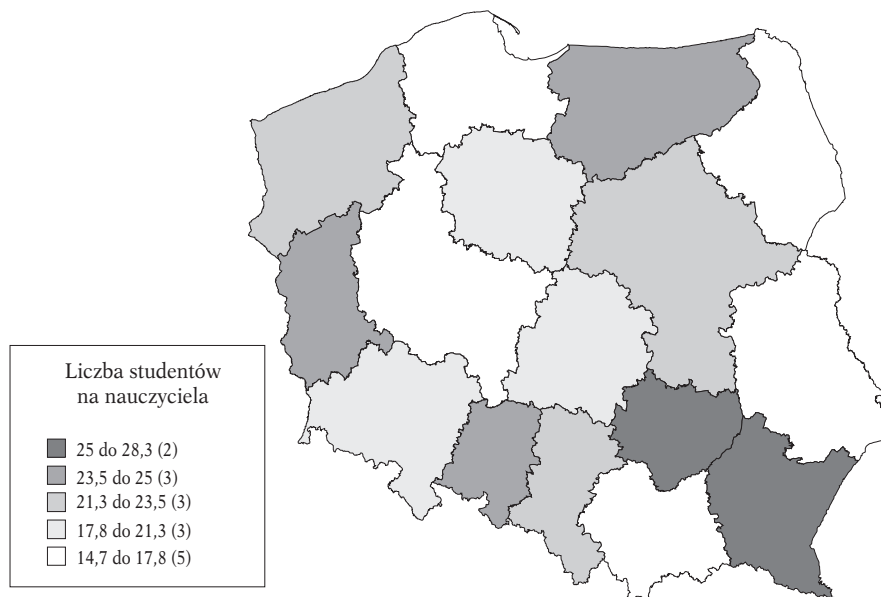 Liczba studentów
na nauczyciela
25 do 28,3 (2)
23,5 do 25 (3)
21,3 do 23,5 (3)
17,8 do 21,3 (3)
14,7 do 17,8 (5)